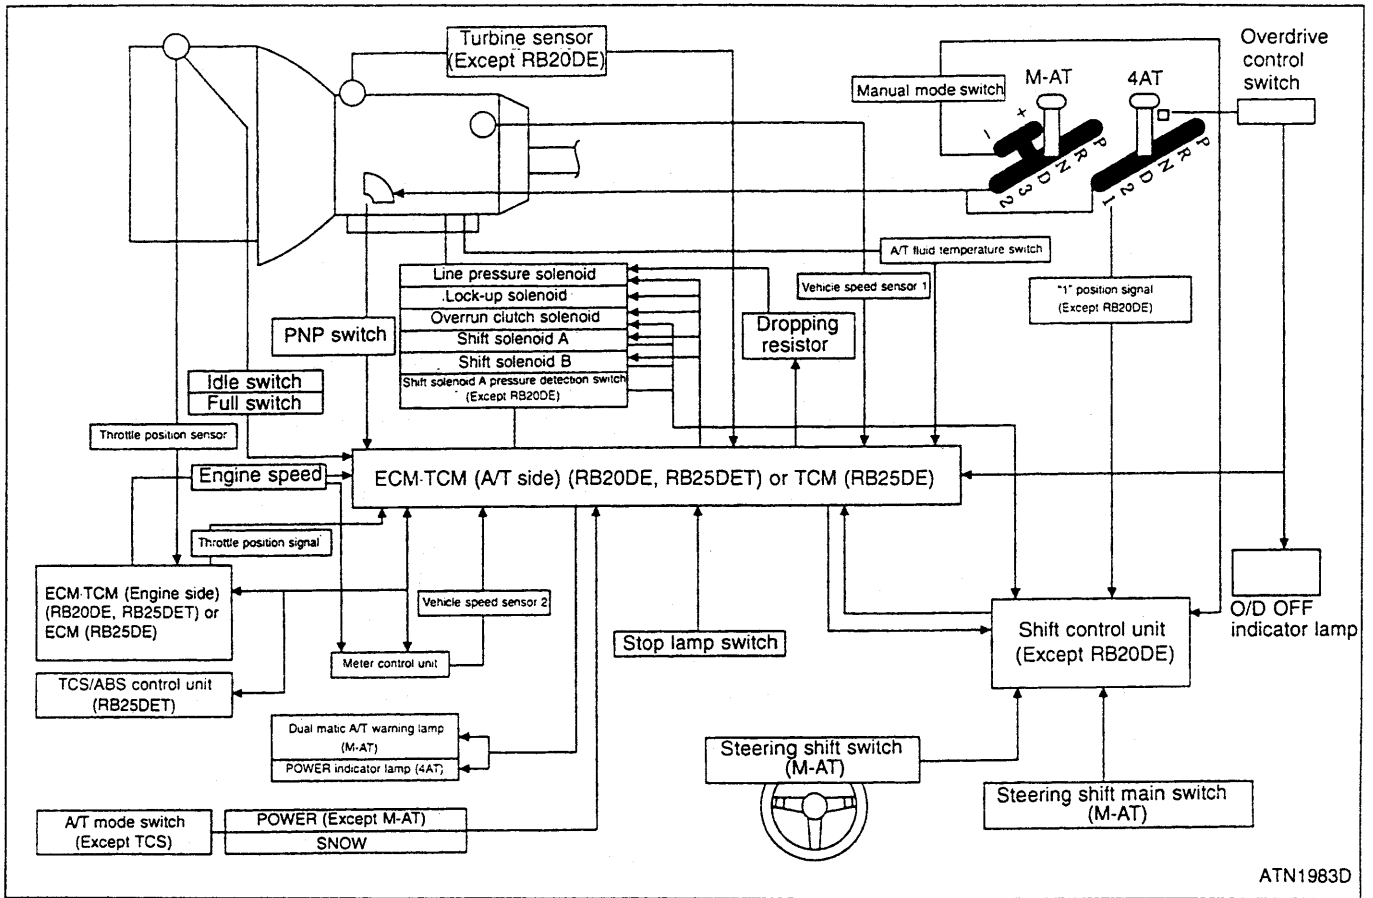 Turbine sensor
(Except RB20DE)
Overdrive
control
switch
M-AT
4AT
Manual mode switch
- +
P R N D 3 2
P R N D 2 1
A/T fluid temperature switch
Line pressure solenoid
Lock-up solenoid
Overrun clutch solenoid
Shift solenoid A
Shift solenoid B
Shift solenoid A pressure detection switch
(Except RB20DE)
Vehicle speed sensor 1
"1" position signal
(Except RB20DE)
PNP switch
Dropping
resistor
Idle switch
Full switch
Throttle position sensor
Engine speed
ECM·TCM (A/T side) (RB20DE, RB25DET) or TCM (RB25DE)
Throttle position signal
ECM·TCM (Engine side)
(RB20DE, RB25DET) or
ECM (RB25DE)
Vehicle speed sensor 2
Stop lamp switch
Shift control unit
(Except RB20DE)
O/D OFF
indicator lamp
Meter control unit
TCS/ABS control unit
(RB25DET)
Dual matic A/T warning lamp
(M-AT)
POWER indicator lamp (4AT)
Steering shift switch
(M-AT)
Steering shift main switch
(M-AT)
A/T mode switch
(Except TCS)
POWER (Except M-AT)
SNOW
ATN1983D